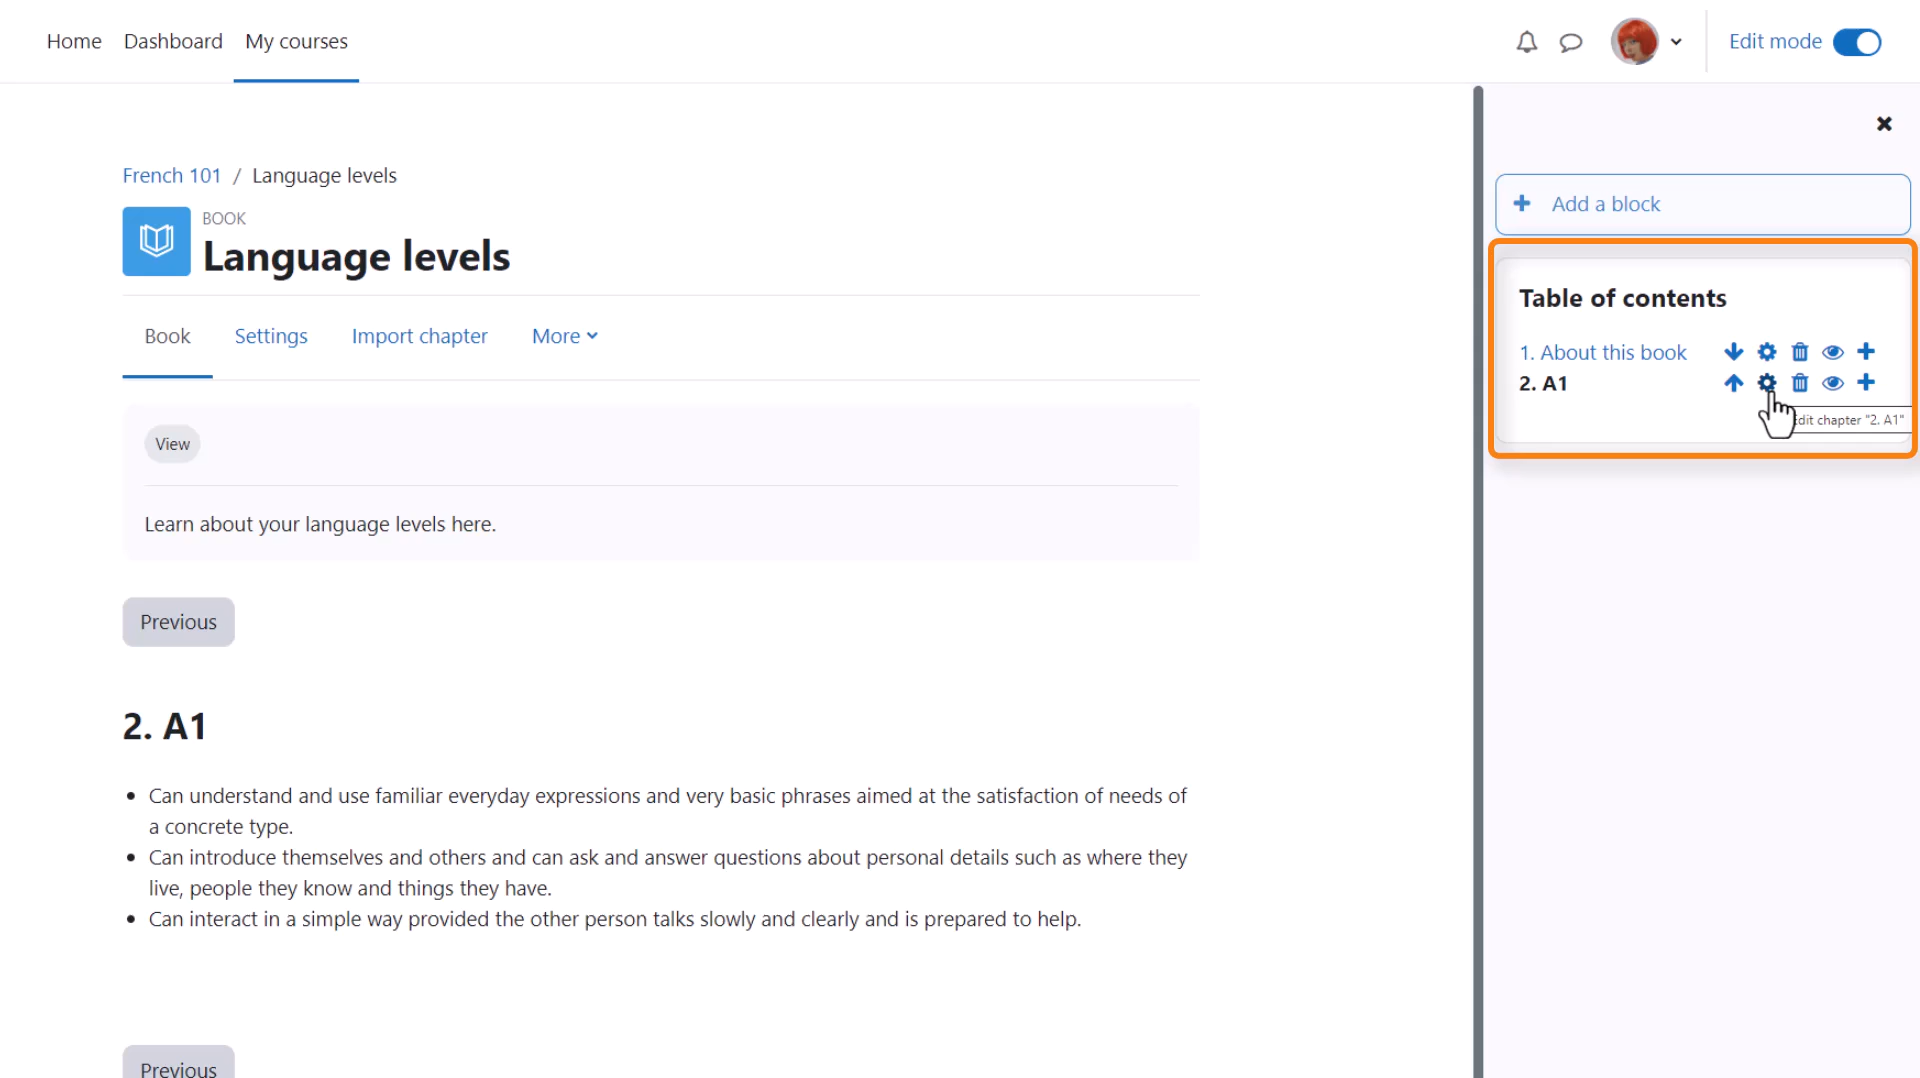 Home Dashboard My courses Edit mode
French 101 / Language levels
BOOK
Language levels
Book Settings Import chapter More
View
Learn about your language levels here.
Previous
2. A1
Can understand and use familiar everyday expressions and very basic phrases aimed at the satisfaction of needs of
a concrete type.
Can introduce themselves and others and can ask and answer questions about personal details such as where they
live, people they know and things they have.
Can interact in a simple way provided the other person talks slowly and clearly and is prepared to help.
Previous
Add a block
Table of contents
1. About this book
2. A1
dit chapter "2. A1"